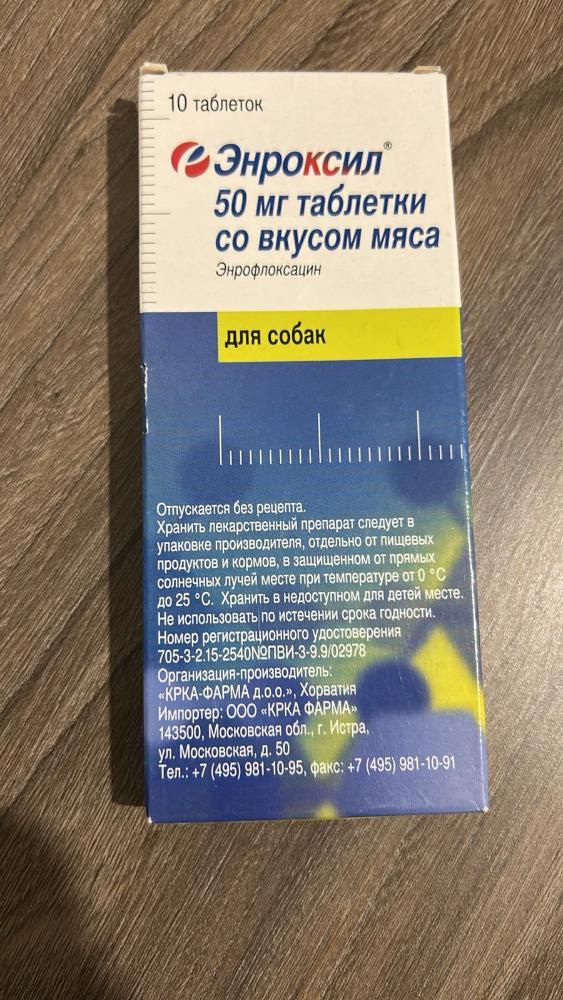 10 таблеток
Энроксил®
50 мг таблетки
со вкусом мяса
Энрофлоксацин
для собак
Отпускается без рецепта.
Хранить лекарственный препарат следует в
упаковке производителя, отдельно от пищевых
продуктов и кормов, в защищенном от прямых
солнечных лучей месте при температуре от 0 °С
до 25 °С. Хранить в недоступном для детей месте.
Не использовать по истечении срока годности.
Номер регистрационного удостоверения
705-3-2.15-2540№ПВИ-3-9.9/02978
Организация-производитель:
«КРКА-ФАРМА д.о.о.», Хорватия
Импортер: ООО «КРКА ФАРМА»
143500, Московская обл., г. Истра,
ул. Московская, д. 50
Тел.: +7 (495) 981-10-95, факс: +7 (495) 981-10-91